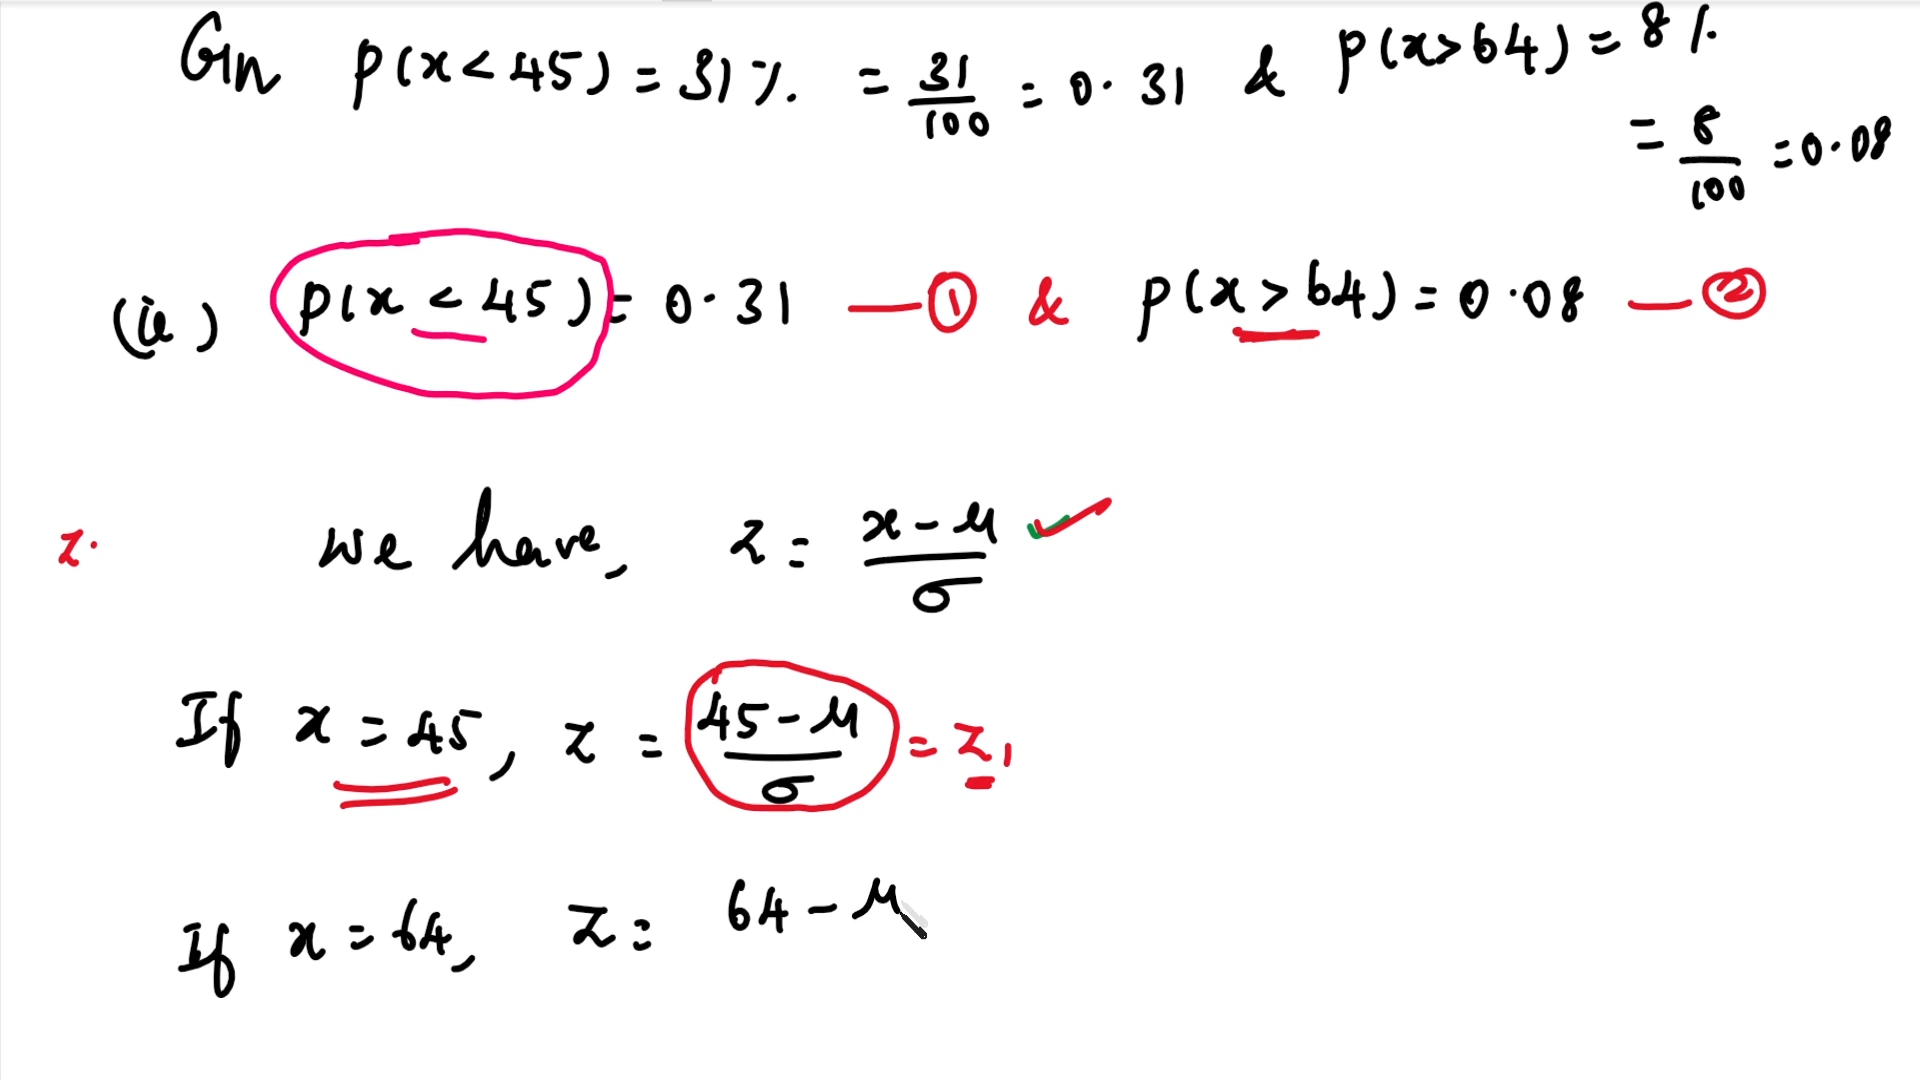 Gn P(x<45) = 31%. = 31/100 = 0.31 & P(x>64) = 8%.
= 8/100 = 0.08
(ie) P(x < 45) = 0.31 —① & P(x>64) = 0.08 —②
z. we have, z = x-μ/σ
If x = 45, z = 45-μ/σ = z₁
If x = 64, z = 64-μ